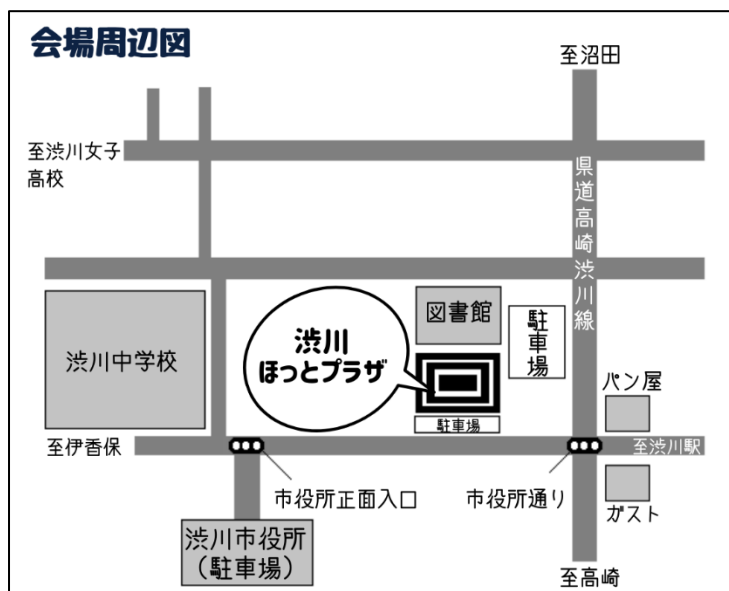 会場周辺図
至沼田
至渋川女子
高校
県道高崎渋川線
図書館
駐車場
渋川
ほっとプラザ
渋川中学校
パン屋
駐車場
至伊香保
至渋川駅
市役所正面入口
市役所通り
ガスト
渋川市役所
（駐車場）
至高崎